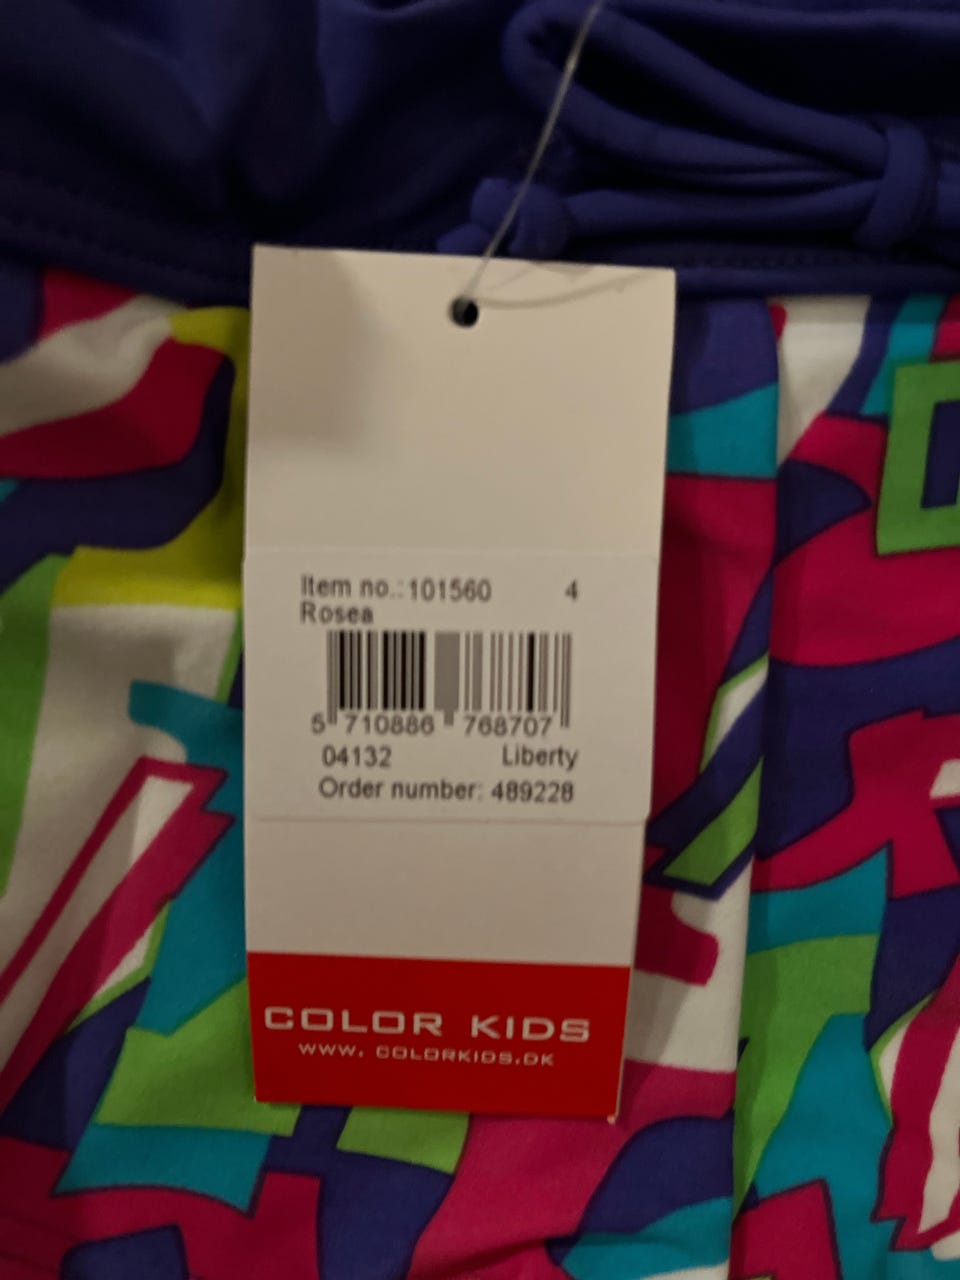 Item no.: 101560 4
Rosea
5 710886 768707
04132 Liberty
Order number: 489228
COLOR KIDS
WWW. COLORKIDS.DK